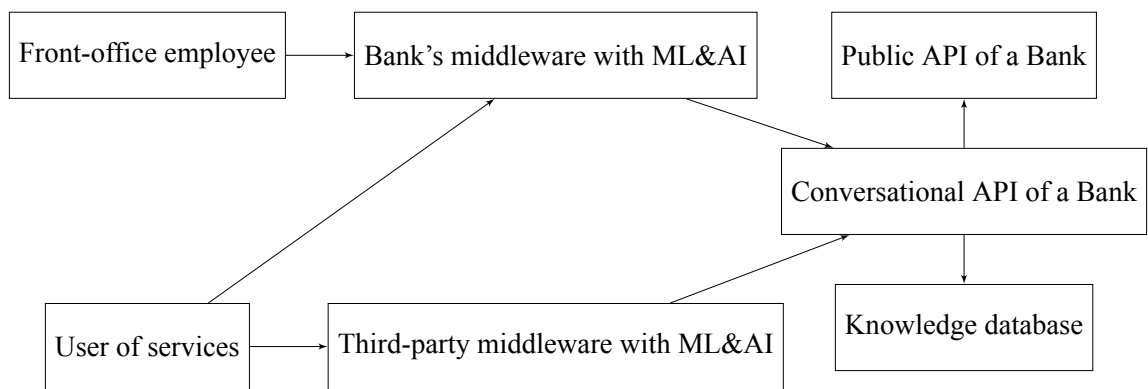 Front-office employee
Bank’s middleware with ML&AI
Public API of a Bank
Conversational API of a Bank
User of services
Third-party middleware with ML&AI
Knowledge database